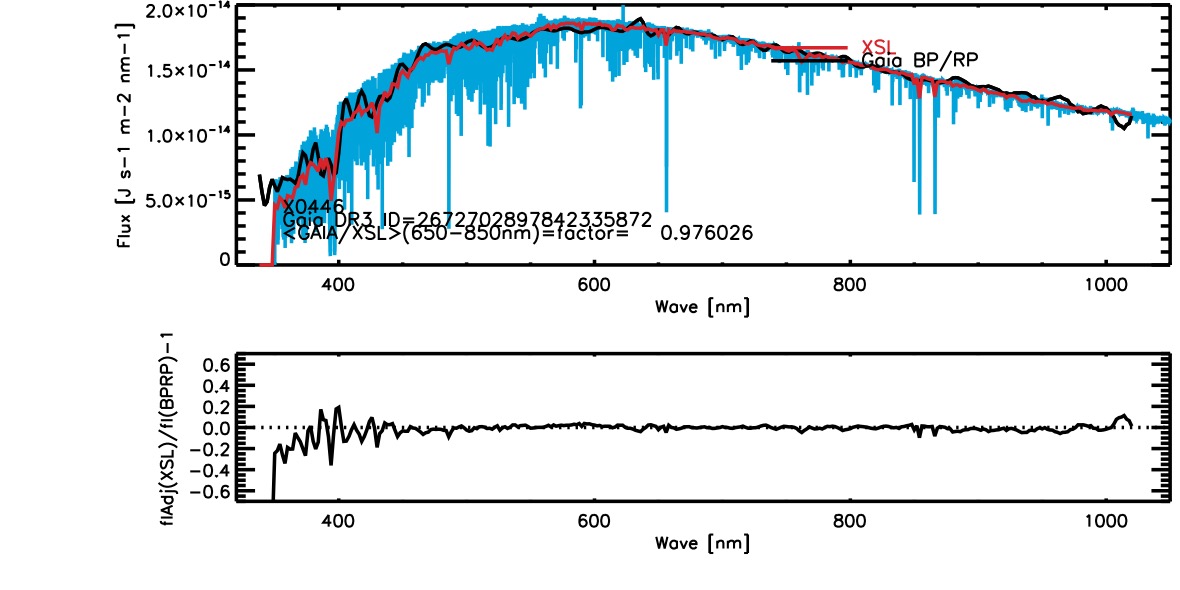 2.0×10−14
1.5×10−14
1.0×10−14
5.0×10−15
0
Flux [J s−1 m−2 nm−1]
XSL
Gaia BP/RP
X0446
Gaia DR3 ID=2672702897842335872
<GAIA/XSL>(650−850nm)=factor= 0.976026
400 600 800 1000
Wave [nm]
0.6
0.4
0.2
0.0
−0.2
−0.4
−0.6
flAdj(XSL)/fl(BPRP)−1
400 600 800 1000
Wave [nm]